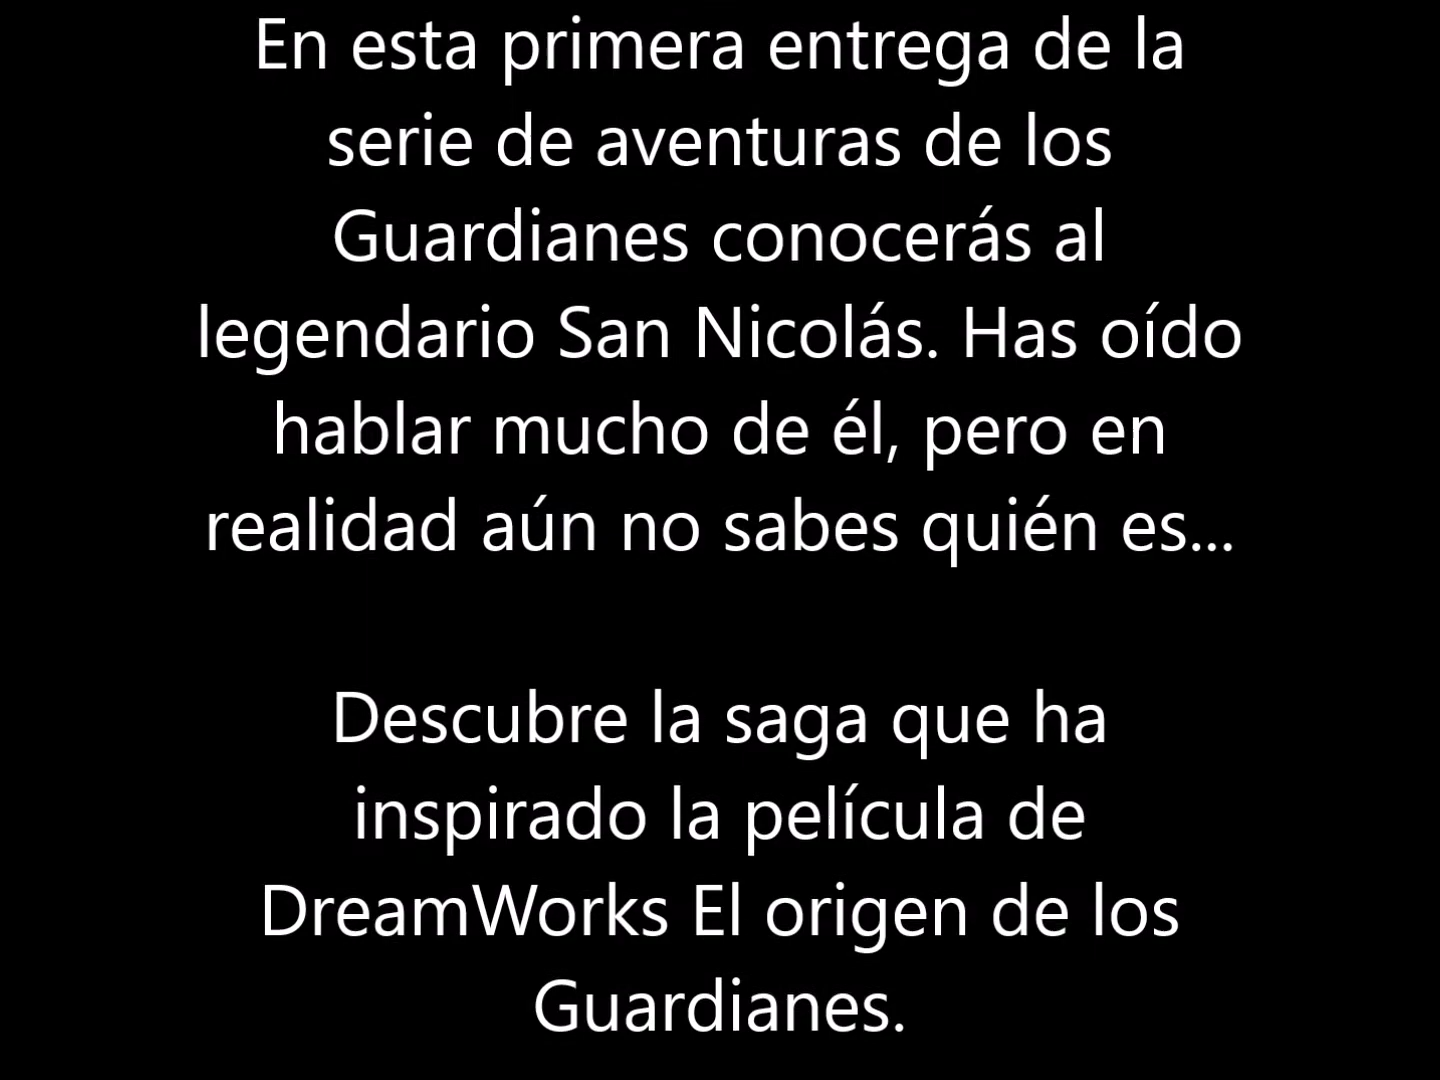 En esta primera entrega de la
serie de aventuras de los
Guardianes conocerás al
legendario San Nicolás. Has oído
hablar mucho de él, pero en
realidad aún no sabes quién es...
Descubre la saga que ha
inspirado la película de
DreamWorks El origen de los
Guardianes.